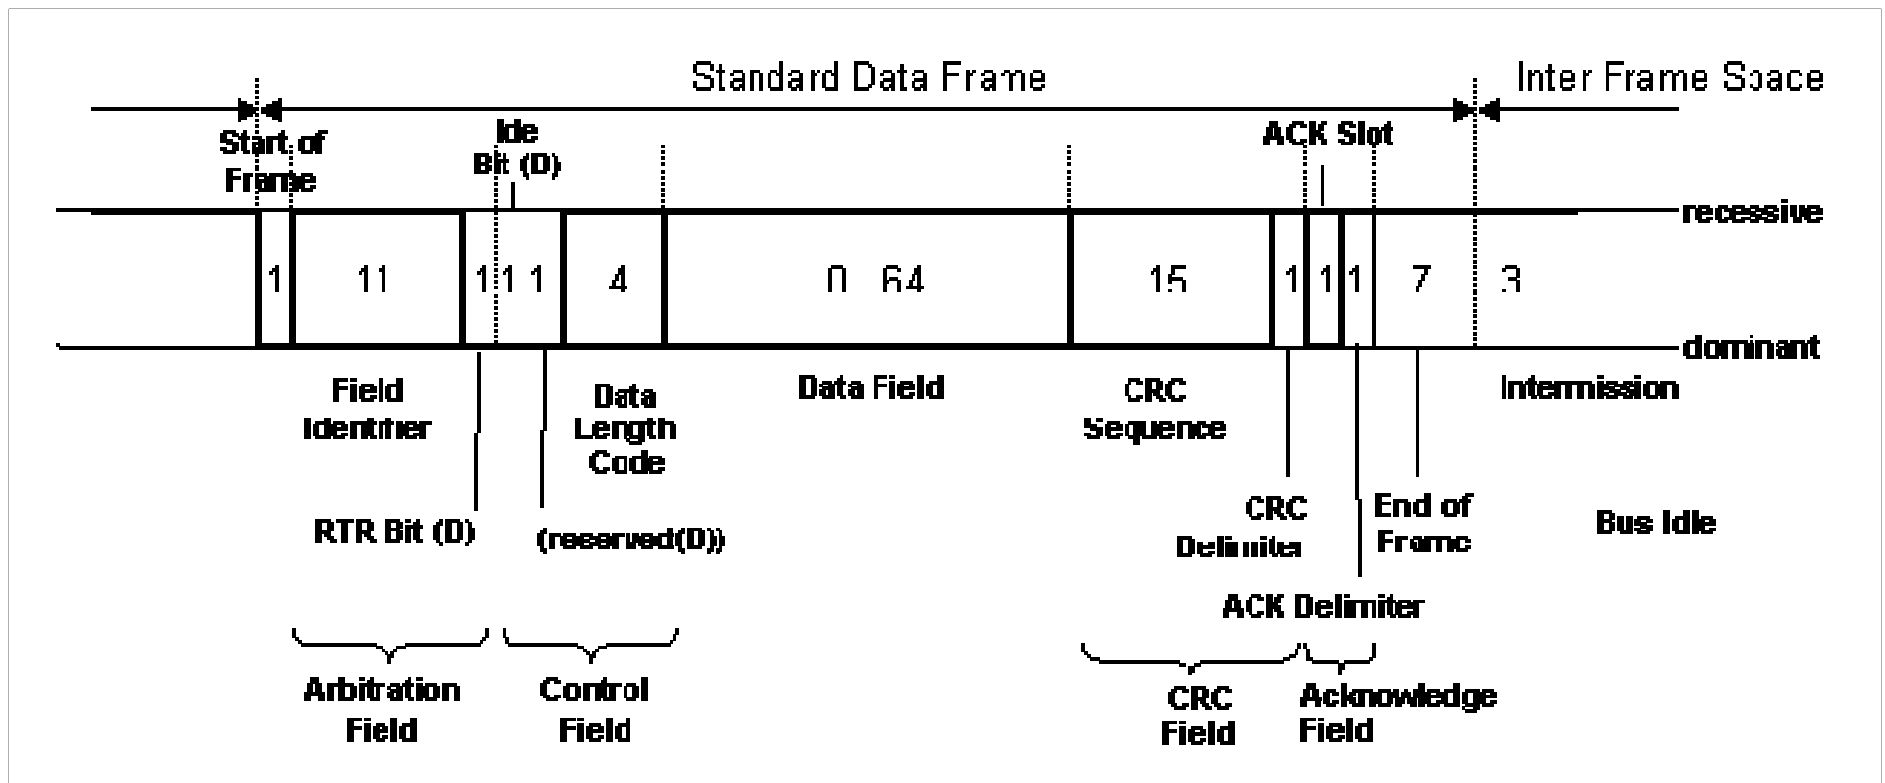 Standard Data Frame
Inter Frame Space
Start of
Frame
Ide
Bit (D)
ACK Slot
recessive
1
11
1
1
1
4
0 64
15
1
1
1
7
3
dominant
Field
Identifier
Data
Length
Code
Data Field
CRC
Sequence
Intermission
RTR Bit (D)
(reserved(D))
CRC
Delimiter
End of
Frame
Bus Idle
ACK Delimiter
Arbitration
Field
Control
Field
CRC
Field
Acknowledge
Field